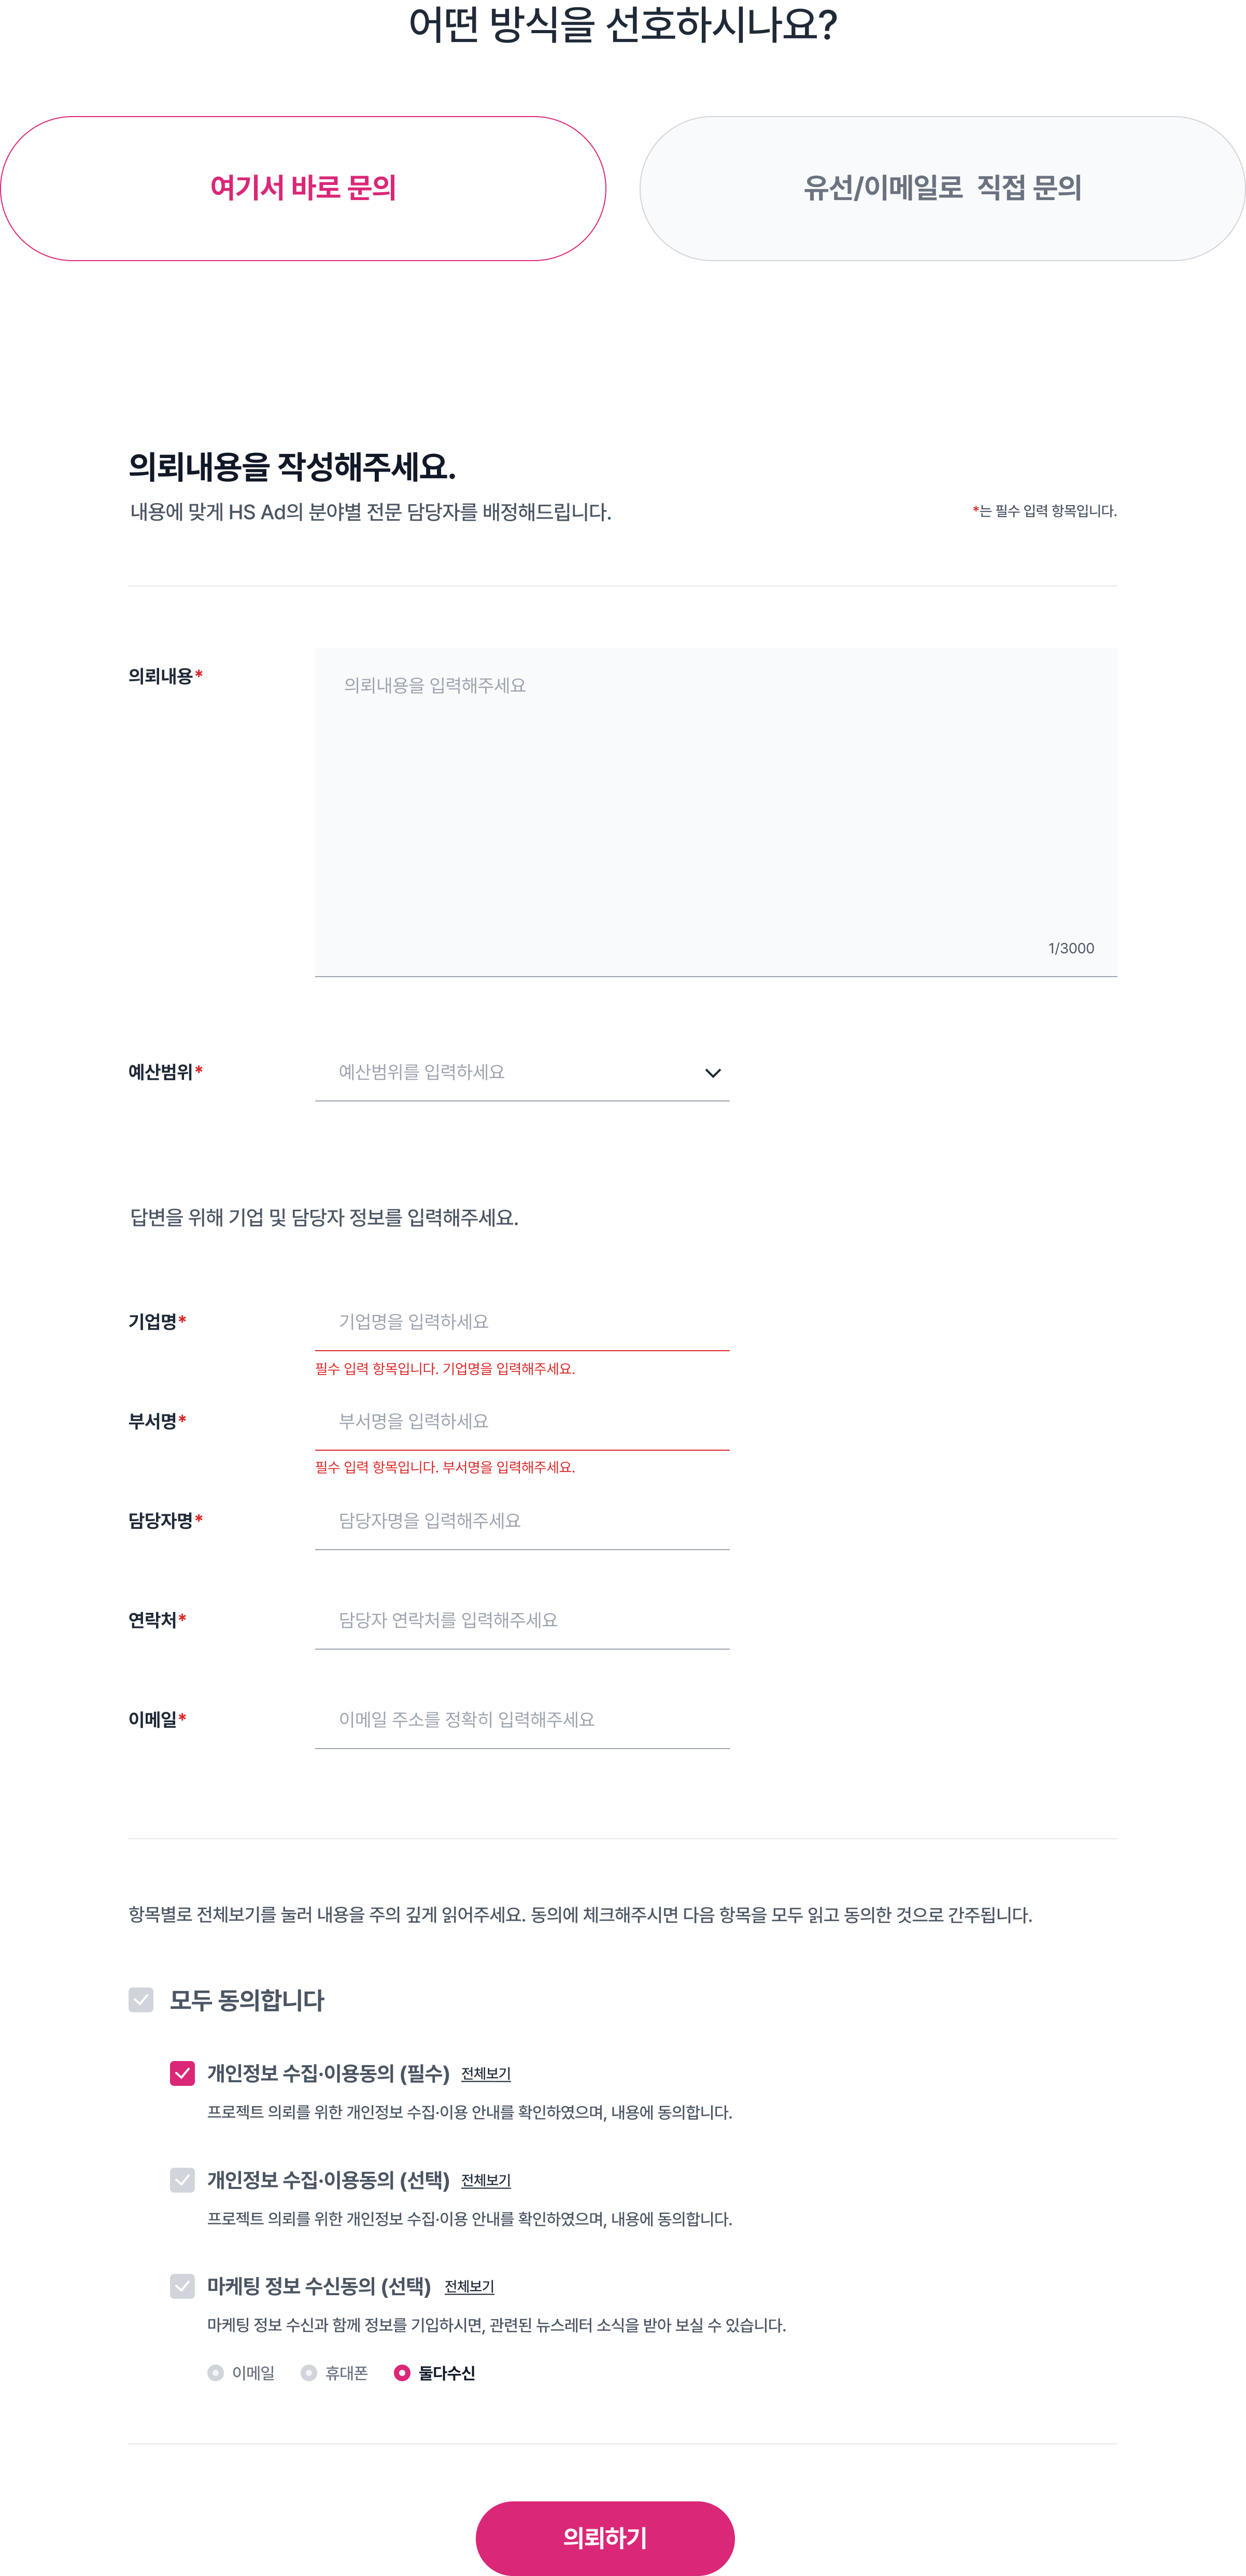 어떤 방식을 선호하시나요?
여기서 바로 문의
유선/이메일로 직접 문의
의뢰내용을 작성해주세요.
내용에 맞게 HS Ad의 분야별 전문 담당자를 배정해드립니다.
*는 필수 입력 항목입니다.
의뢰내용*
의뢰내용을 입력해주세요
1/3000
예산범위*
예산범위를 입력하세요
답변을 위해 기업 및 담당자 정보를 입력해주세요.
기업명*
기업명을 입력하세요
필수 입력 항목입니다. 기업명을 입력해주세요.
부서명*
부서명을 입력하세요
필수 입력 항목입니다. 부서명을 입력해주세요.
담당자명*
담당자명을 입력해주세요
연락처*
담당자 연락처를 입력해주세요
이메일*
이메일 주소를 정확히 입력해주세요
항목별로 전체보기를 눌러 내용을 주의 깊게 읽어주세요. 동의에 체크해주시면 다음 항목을 모두 읽고 동의한 것으로 간주됩니다.
모두 동의합니다
개인정보 수집·이용동의 (필수) 전체보기
프로젝트 의뢰를 위한 개인정보 수집·이용 안내를 확인하였으며, 내용에 동의합니다.
개인정보 수집·이용동의 (선택) 전체보기
프로젝트 의뢰를 위한 개인정보 수집·이용 안내를 확인하였으며, 내용에 동의합니다.
마케팅 정보 수신동의 (선택) 전체보기
마케팅 정보 수신과 함께 정보를 기입하시면, 관련된 뉴스레터 소식을 받아 보실 수 있습니다.
이메일 휴대폰 둘다수신
의뢰하기